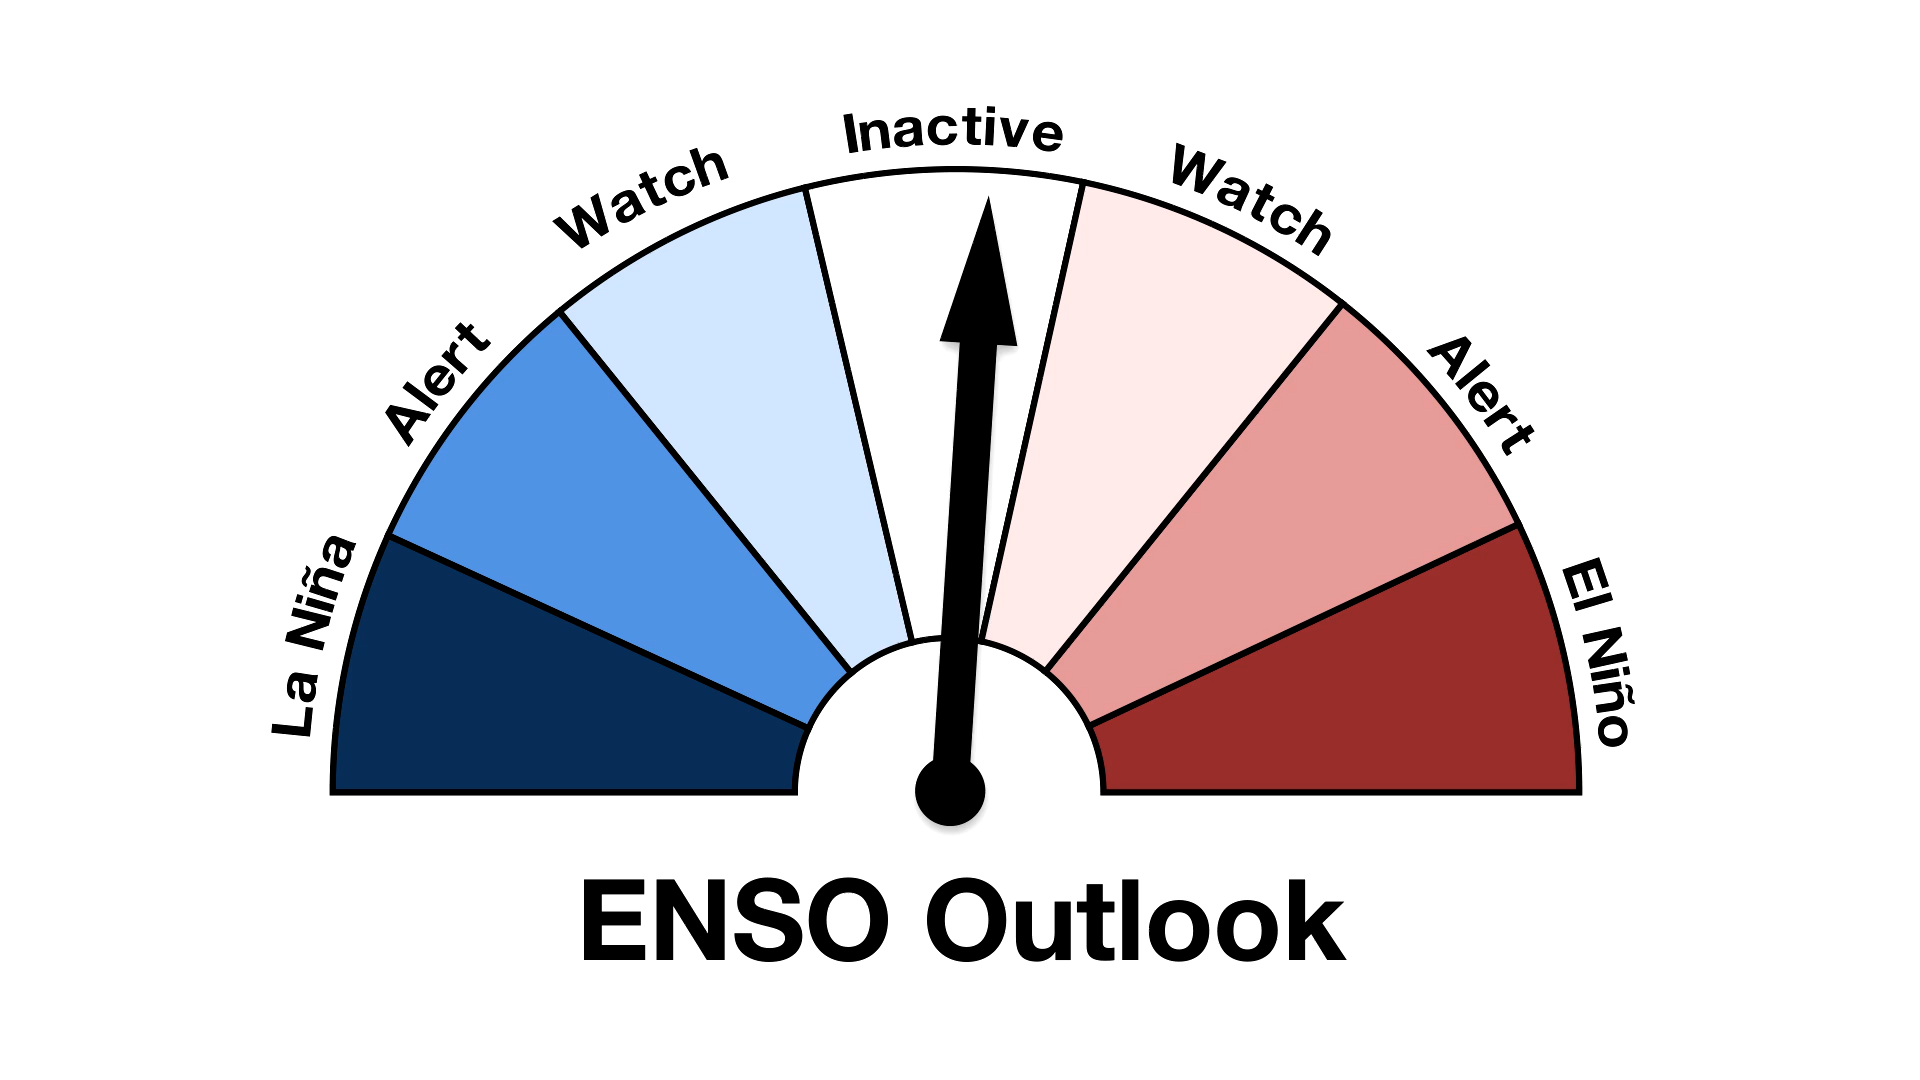 La Niña
Alert
Watch
Inactive
Watch
Alert
El Niño
ENSO Outlook